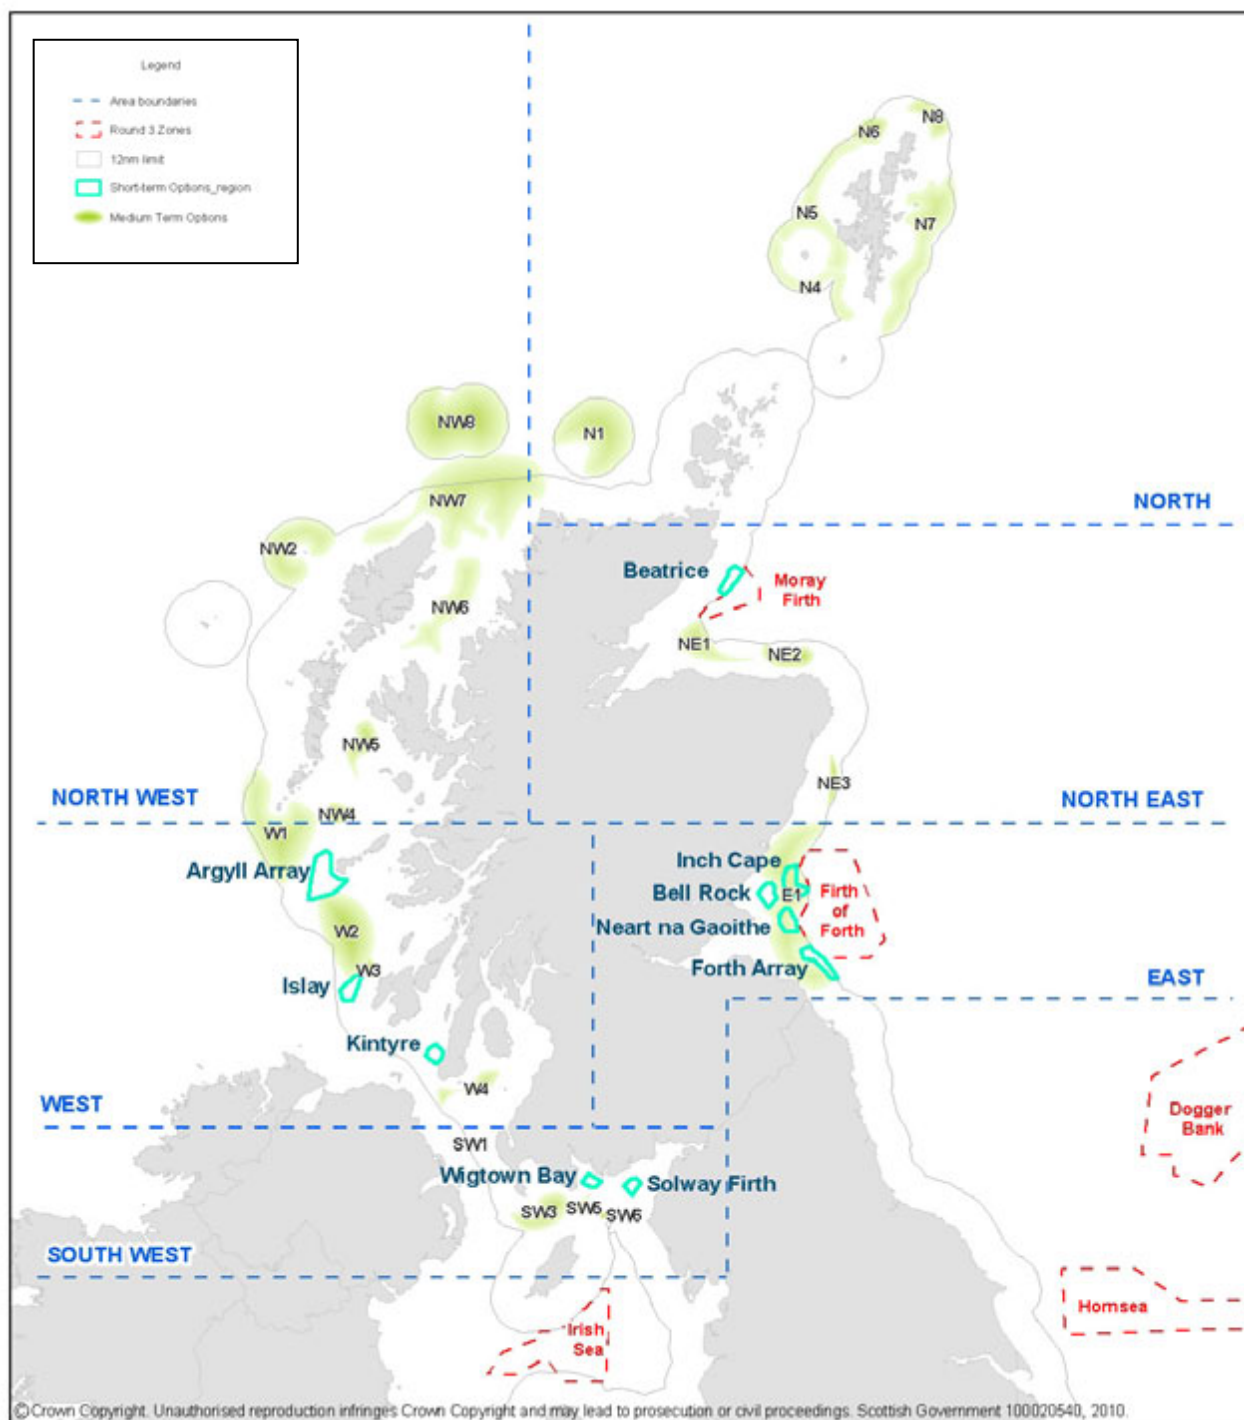 Legend
Area boundaries
Round 3 Zones
12nm limit
Short-term Options_region
Medium Term Options
N8
N6
N5
N7
N4
NW8
N1
NW7
NORTH
NW2
Beatrice
Moray
Firth
NW6
NE1
NE2
NW5
NE3
NORTH WEST
NORTH EAST
NW4
W1
Argyll Array
Inch Cape
Bell Rock
E1
Firth
of
Forth
Neart na Gaoithe
W2
W3
Forth Array
Islay
EAST
Kintyre
W4
WEST
Dogger
Bank
SW1
Wigtown Bay
Solway Firth
SW3
SW5
SW6
SOUTH WEST
Hornsea
Irish
Sea
©Crown Copyright. Unauthorised reproduction infringes Crown Copyright and may lead to prosecution or civil proceedings. Scottish Government 100020540, 2010.